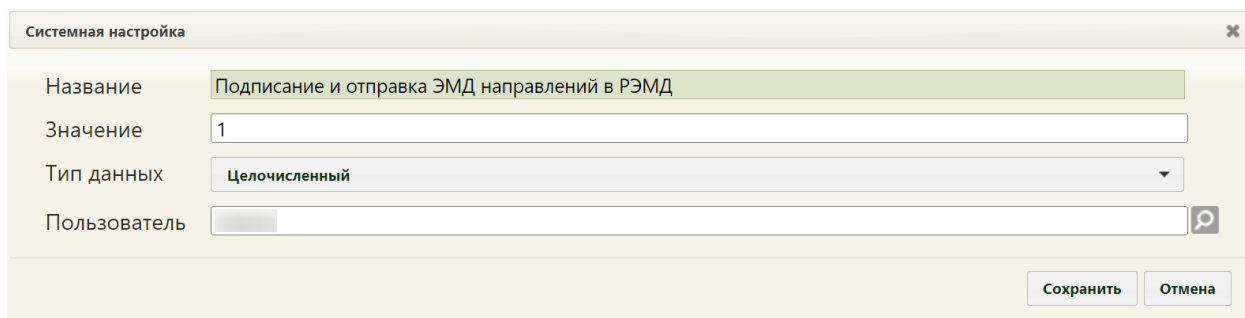 Системная настройка
Название Подписание и отправка ЭМД направлений в РЭМД
Значение 1
Тип данных Целочисленный
Пользователь
Сохранить Отмена